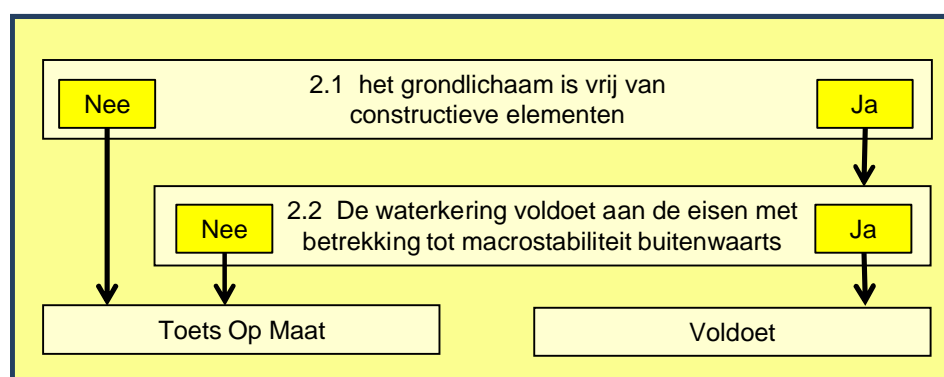 2.1 het grondlichaam is vrij van
constructieve elementen
Nee
Ja
2.2 De waterkering voldoet aan de eisen met
betrekking tot macrostabiliteit buitenwaarts
Nee
Ja
Toets Op Maat
Voldoet